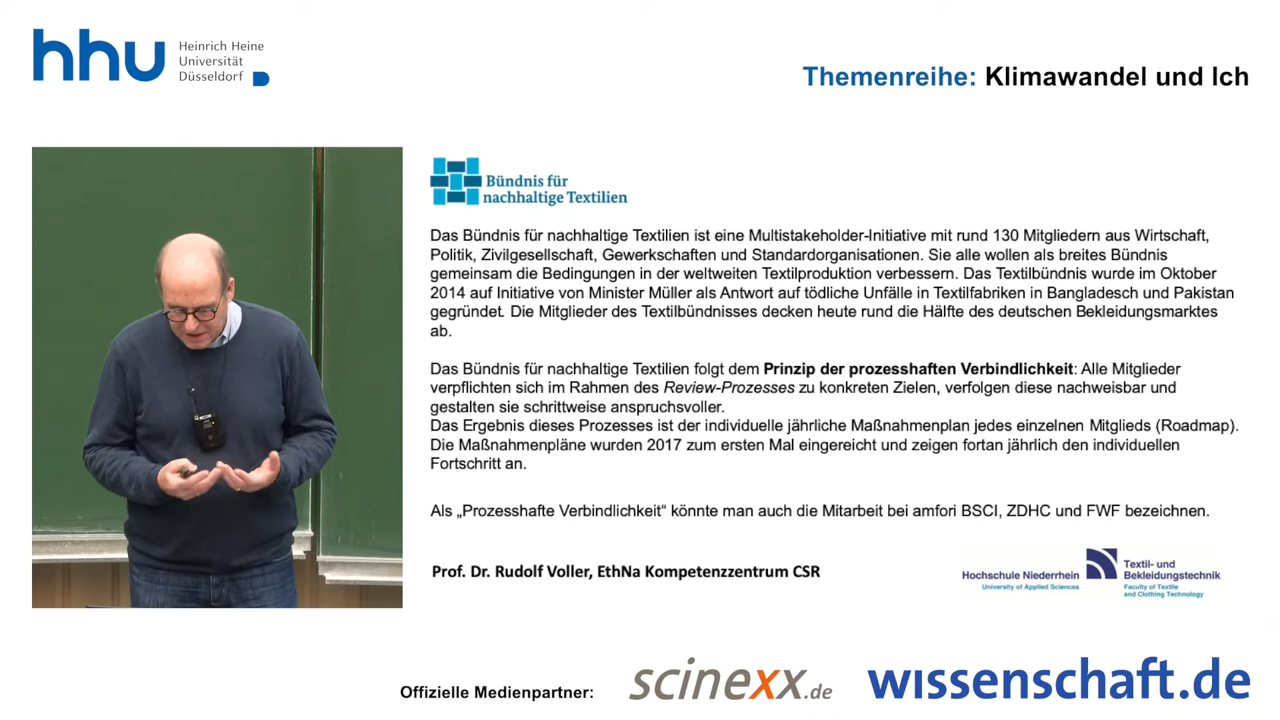 hhu Heinrich Heine
Universität
Düsseldorf
Themenreihe: Klimawandel und Ich
Bündnis für
nachhaltige Textilien
Das Bündnis für nachhaltige Textilien ist eine Multistakeholder-Initiative mit rund 130 Mitgliedern aus Wirtschaft,
Politik, Zivilgesellschaft, Gewerkschaften und Standardorganisationen. Sie alle wollen als breites Bündnis
gemeinsam die Bedingungen in der weltweiten Textilproduktion verbessern. Das Textilbündnis wurde im Oktober
2014 auf Initiative von Minister Müller als Antwort auf tödliche Unfälle in Textilfabriken in Bangladesch und Pakistan
gegründet. Die Mitglieder des Textilbündnisses decken heute rund die Hälfte des deutschen Bekleidungsmarktes
ab.
Das Bündnis für nachhaltige Textilien folgt dem Prinzip der prozesshaften Verbindlichkeit: Alle Mitglieder
verpflichten sich im Rahmen des Review-Prozesses zu konkreten Zielen, verfolgen diese nachweisbar und
gestalten sie schrittweise anspruchsvoller.
Das Ergebnis dieses Prozesses ist der individuelle jährliche Maßnahmenplan jedes einzelnen Mitglieds (Roadmap).
Die Maßnahmenpläne wurden 2017 zum ersten Mal eingereicht und zeigen fortan jährlich den individuellen
Fortschritt an.
Als „Prozesshafte Verbindlichkeit“ könnte man auch die Mitarbeit bei amfori BSCI, ZDHC und FWF bezeichnen.
Prof. Dr. Rudolf Voller, EthNa Kompetenzzentrum CSR
Hochschule Niederrhein
University of Applied Sciences
Textil- und
Bekleidungstechnik
Faculty of Textile
and Clothing Technology
Offizielle Medienpartner:
scinexx.de
wissenschaft.de